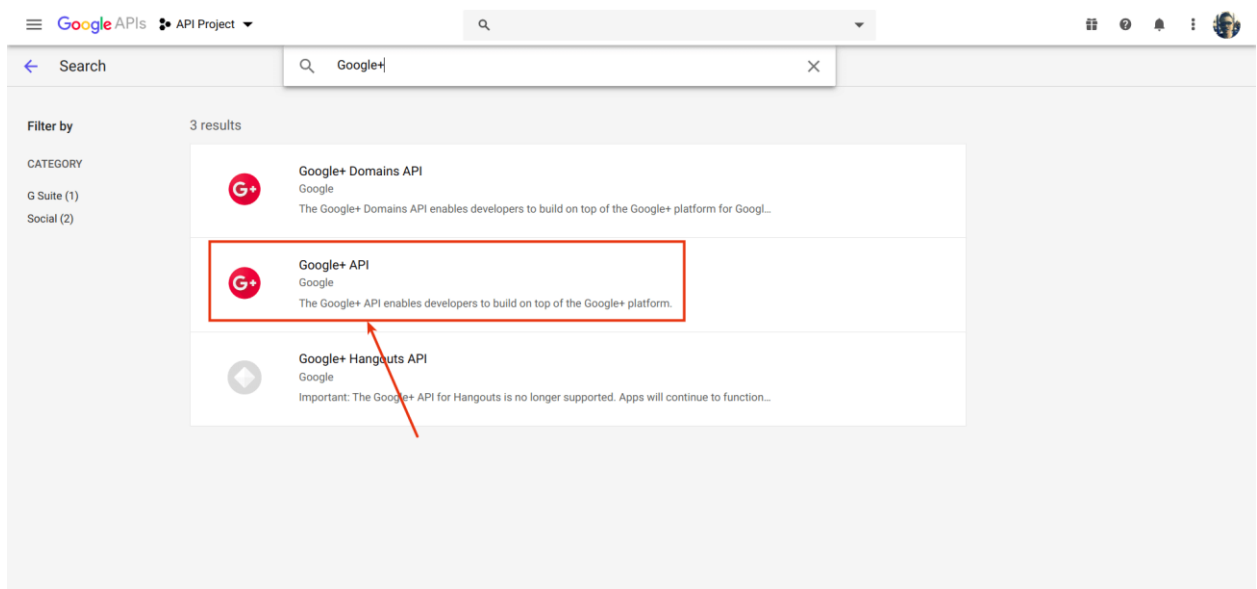 Google APIs API Project
Search Google+
Filter by
CATEGORY
G Suite (1)
Social (2)
3 results
G+ Google+ Domains API
Google
The Google+ Domains API enables developers to build on top of the Google+ platform for Googl...
G+ Google+ API
Google
The Google+ API enables developers to build on top of the Google+ platform.
Google+ Hangouts API
Google
Important: The Google+ API for Hangouts is no longer supported. Apps will continue to function...